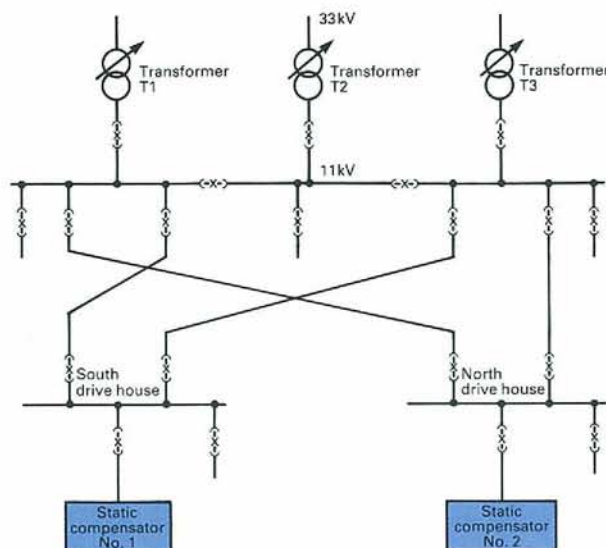 33kV
Transformer
T1
Transformer
T2
Transformer
T3
11kV
South
drive house
North
drive house
Static
compensator
No. 1
Static
compensator
No. 2